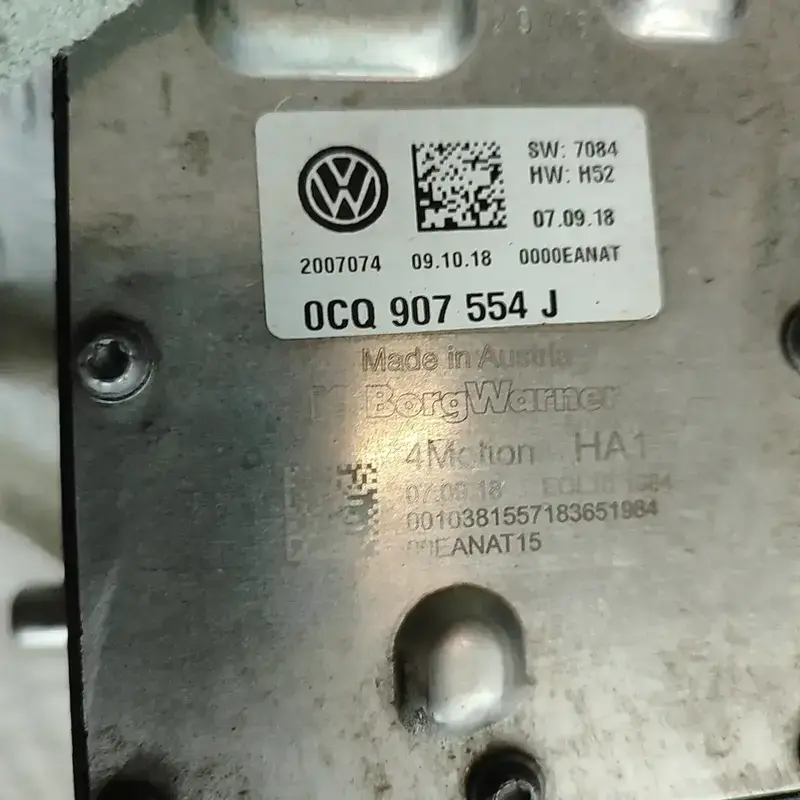 SW: 7084
HW: H52
07.09.18
2007074 09.10.18 0000EANAT
0CQ 907 554 J
Made in Austria
BorgWarner
4Motion HA1
07.09.18
0010381557183651984
EANAT15